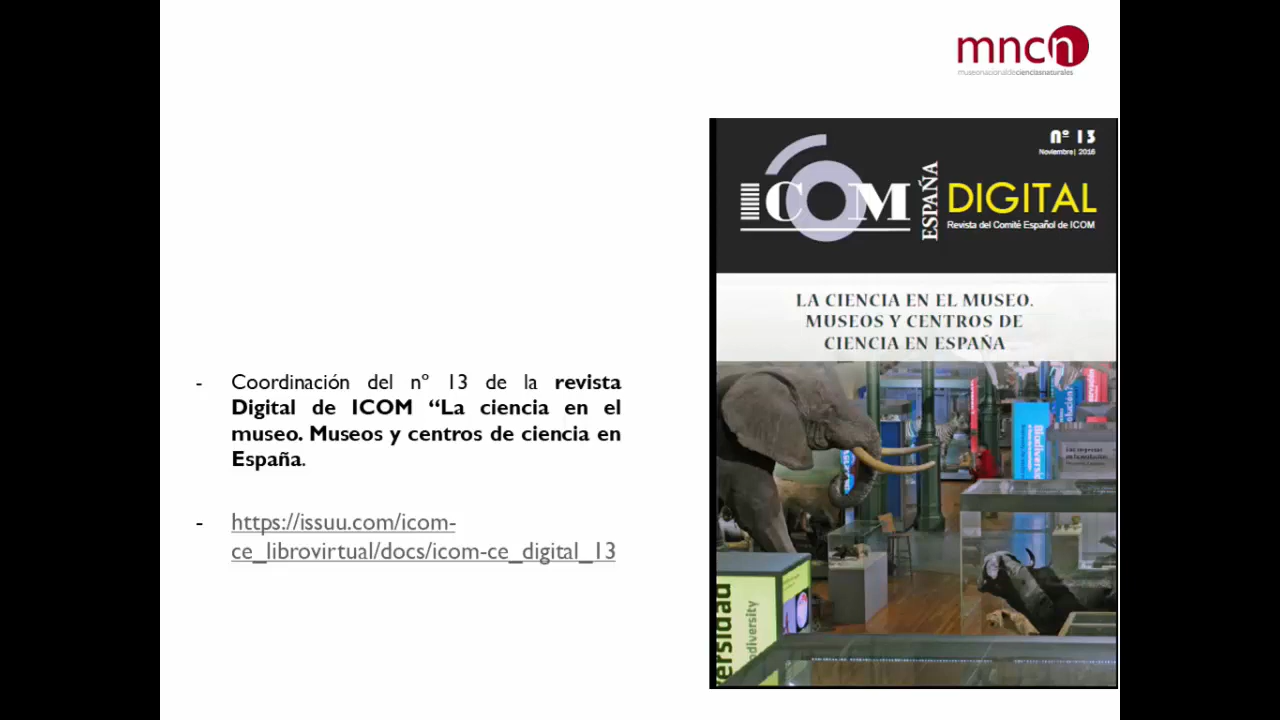 mncn
museonacionaldecienciasnaturales
Nº 13
Noviembre| 2016
ICOM
ESPAÑA
DIGITAL
Revista del Comité Español de ICOM
LA CIENCIA EN EL MUSEO.
MUSEOS Y CENTROS DE
CIENCIA EN ESPAÑA
- Coordinación del nº 13 de la revista
Digital de ICOM “La ciencia en el
museo. Museos y centros de ciencia en
España.
- https://issuu.com/icom-
ce_librovirtual/docs/icom-ce_digital_13